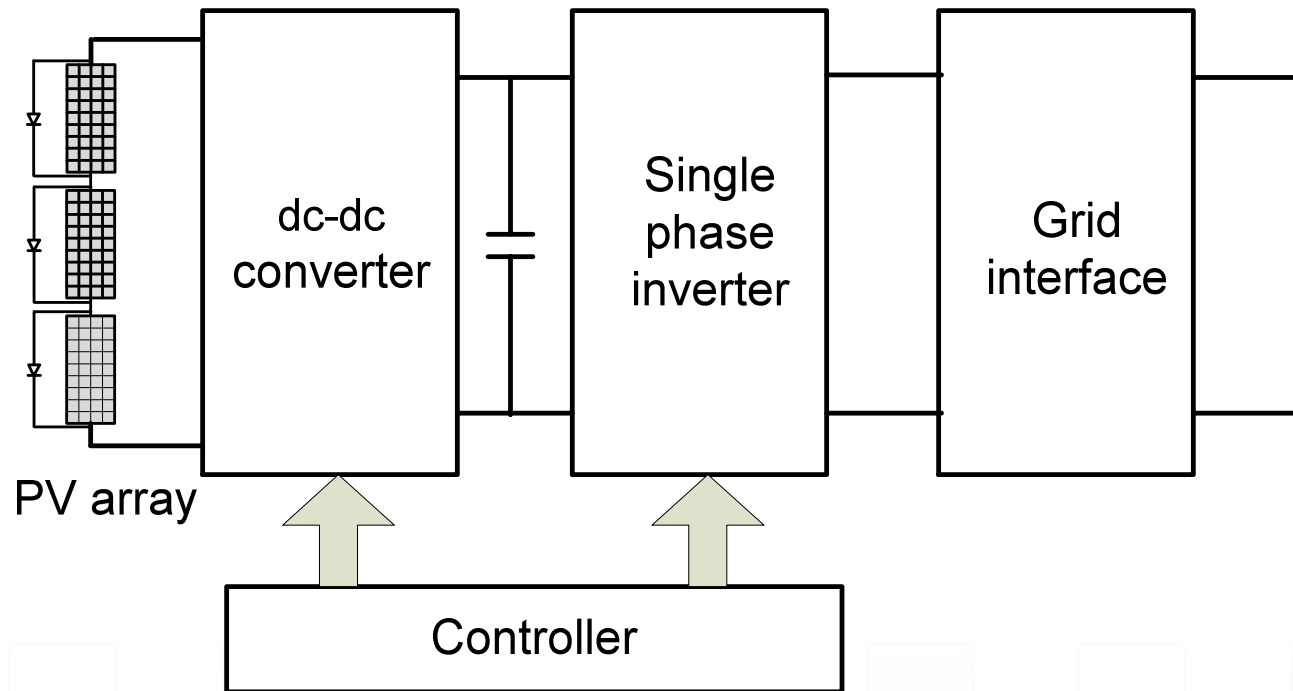 dc-dc
converter
Single
phase
inverter
Grid
interface
PV array
Controller